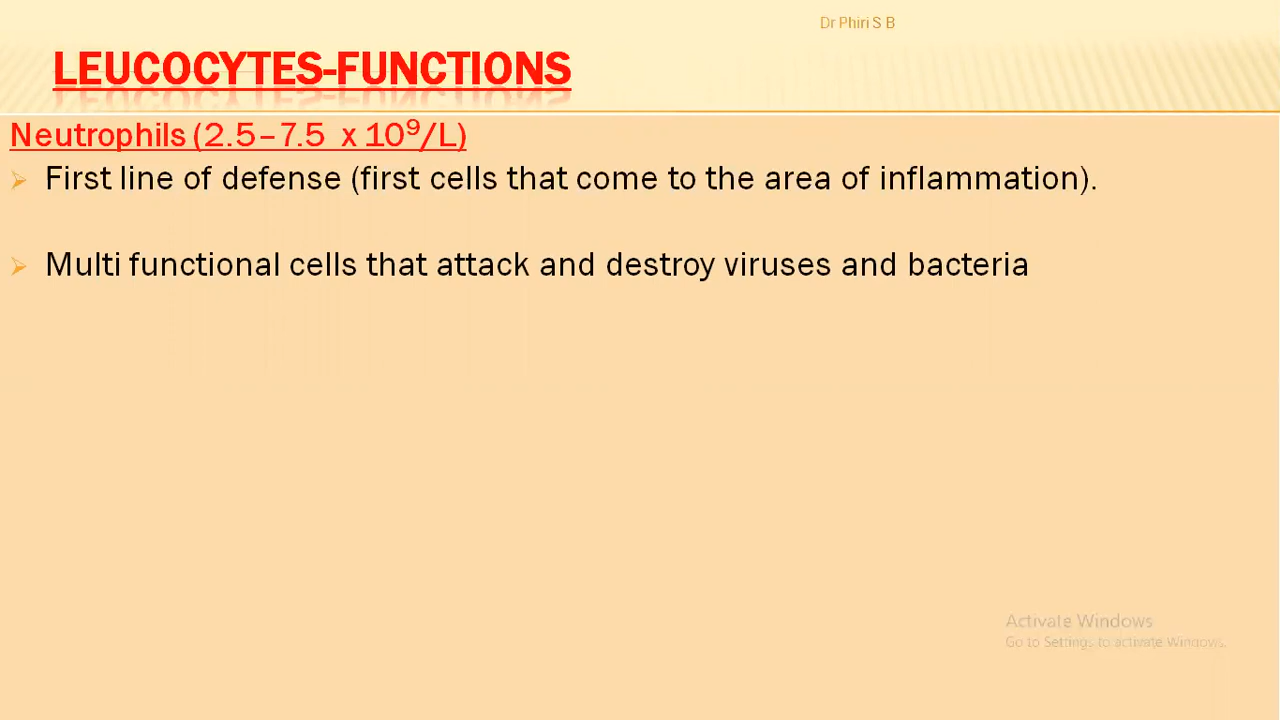 Dr Phiri S B
LEUCOCYTES-FUNCTIONS
Neutrophils (2.5–7.5 x 10⁹/L)
First line of defense (first cells that come to the area of inflammation).
Multi functional cells that attack and destroy viruses and bacteria
Activate Windows
Go to Settings to activate Windows.